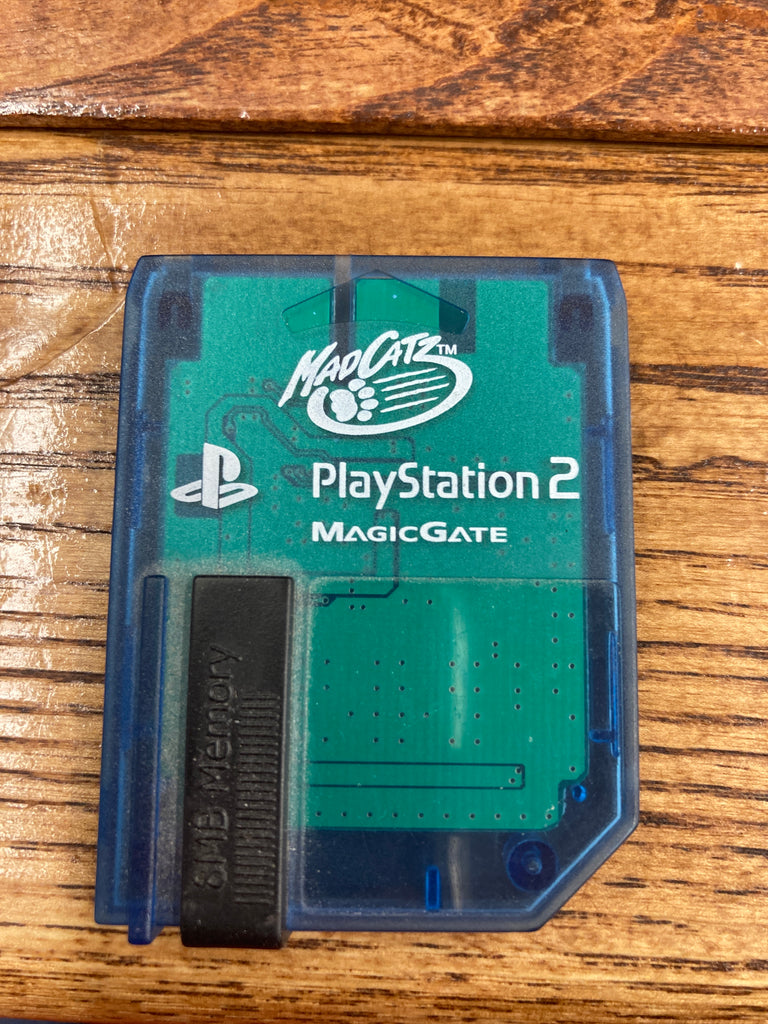 MADCATZ™
PlayStation 2
MAGICGATE
8MB Memory